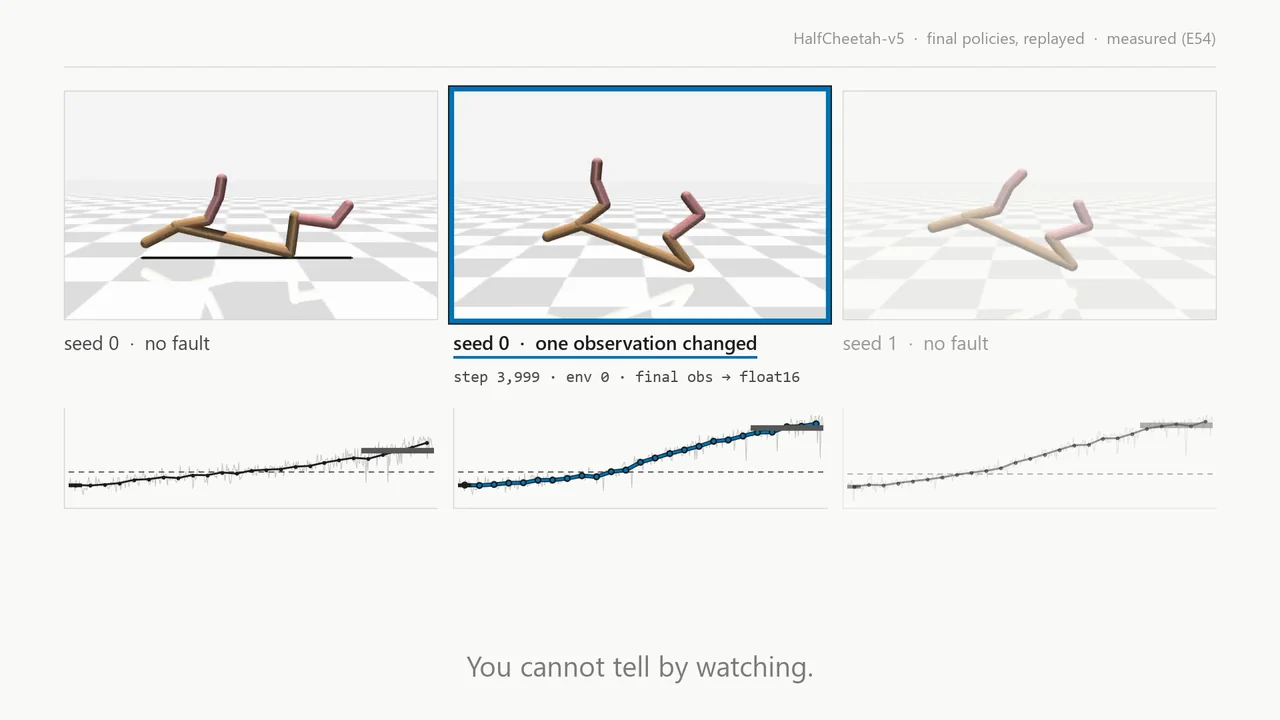 HalfCheetah-v5 · final policies, replayed · measured (E54)
seed 0 · no fault
seed 0 · one observation changed
seed 1 · no fault
step 3,999 · env 0 · final obs → float16
You cannot tell by watching.